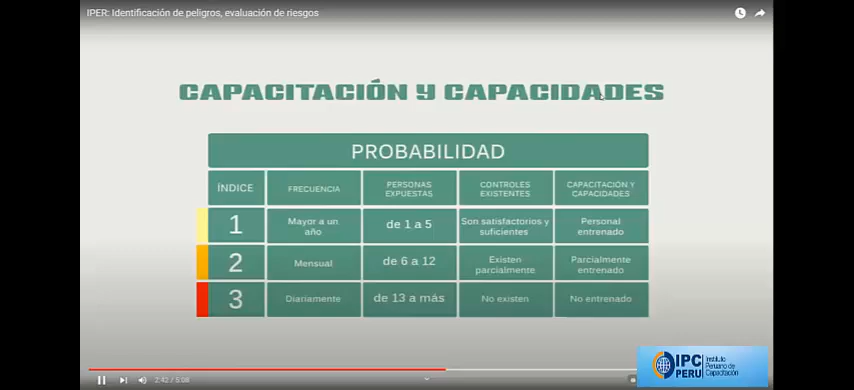 IPER: Identificación de peligros, evaluación de riesgos
CAPACITACIÓN Y CAPACIDADES
PROBABILIDAD
ÍNDICE
FRECUENCIA
PERSONAS
EXPUESTAS
CONTROLES
EXISTENTES
CAPACITACIÓN Y
CAPACIDADES
1
Mayor a un
año
de 1 a 5
Son satisfactorios y
suficientes
Personal
entrenado
2
Mensual
de 6 a 12
Existen
parcialmente
Parcialmente
entrenado
3
Diariamente
de 13 a más
No existen
No entrenado
IPC
PERU
Instituto
Peruano de
Capacitación
2:42 / 5:08